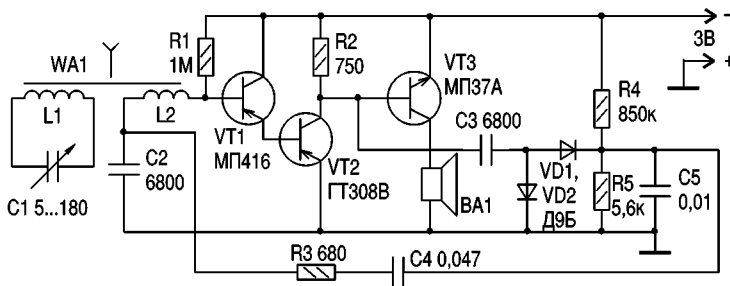 WA1
L1
C1 5...180
L2
C2
6800
R1
1М
VT1
МП416
R2
750
VT2
ГТ308В
VT3
МП37А
BA1
C3 6800
VD1,
VD2
Д9Б
R4
850к
R5
5,6к
C5
0,01
R3 680
C4 0,047
−
3В
+